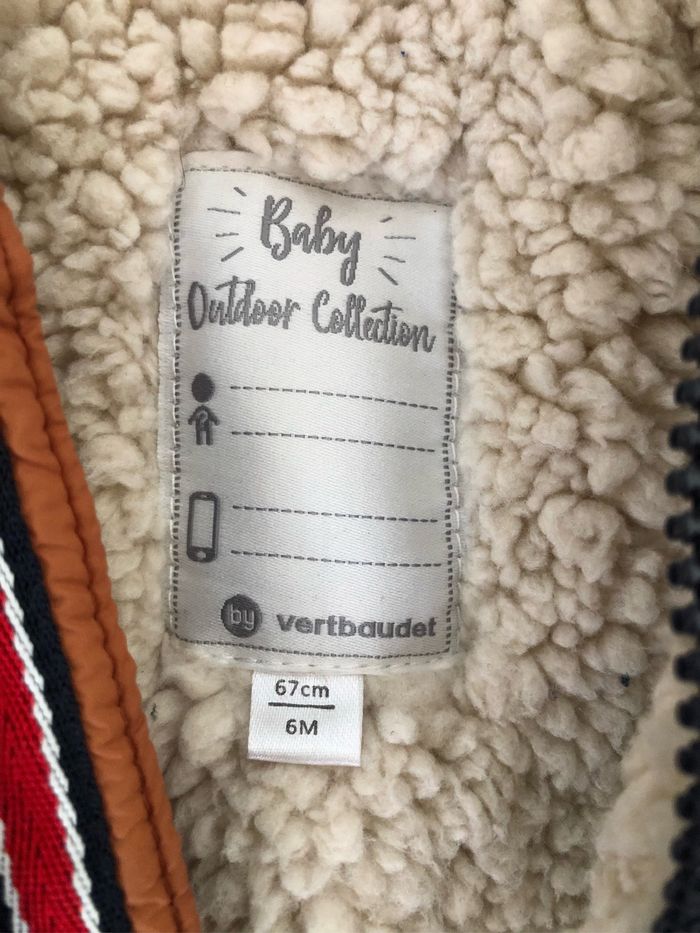 Baby
Outdoor Collection
by vertbaudet
67cm
6M